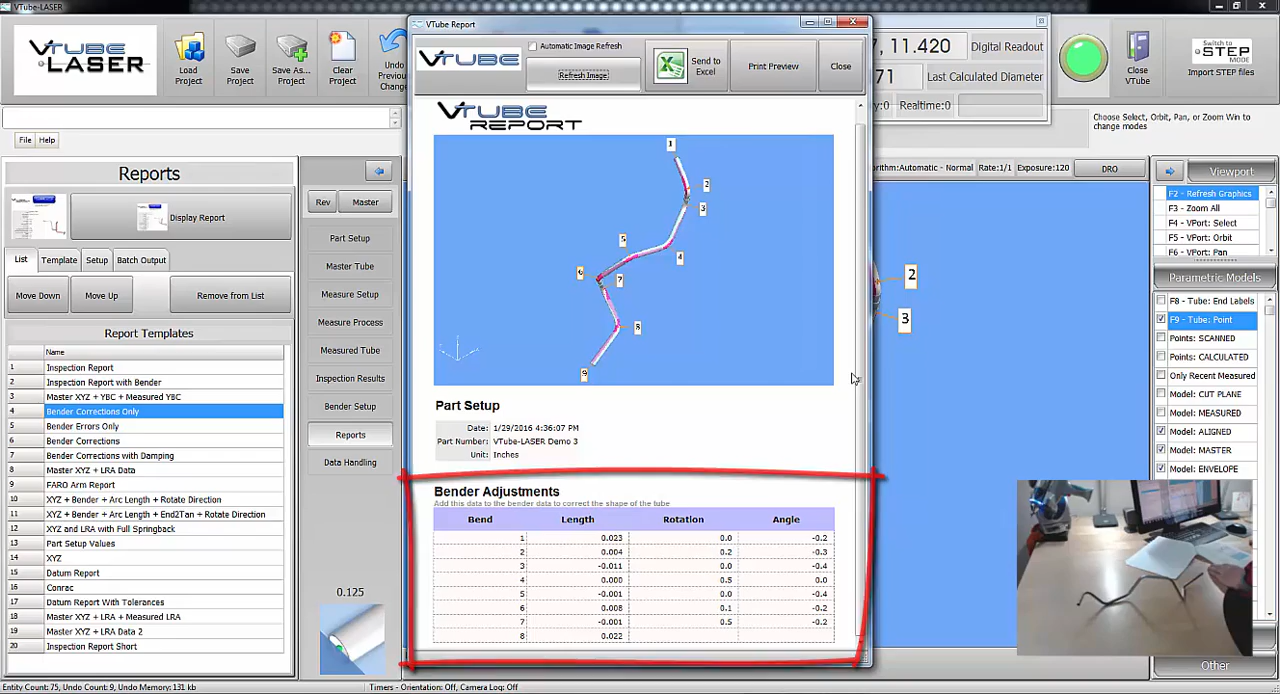 VTube-LASER
VTUBE
LASER
Load
Project
Save
Project
Save As...
Project
Clear
Project
Undo
Previous
Change
File
Help
Reports
Display Report
List
Template
Setup
Batch Output
Move Down
Move Up
Remove from List
Report Templates
Name
1 Inspection Report
2 Inspection Report with Bender
3 Master XYZ + YBC + Measured YBC
4 Bender Corrections Only
5 Bender Errors Only
6 Bender Corrections
7 Bender Corrections with Damping
8 Master XYZ + LRA Data
9 FARO Arm Report
10 XYZ + Bender + Arc Length + Rotate Direction
11 XYZ + Bender + Arc Length + End2Tan + Rotate Direction
12 XYZ and LRA with Full Springback
13 Part Setup Values
14 XYZ
15 Datum Report
16 Conrac
17 Datum Report With Tolerances
18 Master XYZ + LRA + Measured LRA
19 Master XYZ + LRA Data 2
20 Inspection Report Short
Rev
Master
Part Setup
Master Tube
Measure Setup
Measure Process
Measured Tube
Inspection Results
Bender Setup
Reports
Data Handling
0.125
VTube Report
VTUBE
Automatic Image Refresh
Refresh Image
Send to
Excel
Print Preview
Close
VTUBE
REPORT
1
2
3
4
5
6
7
8
9
Part Setup
Date: 1/29/2016 4:36:07 PM
Part Number: VTube-LASER Demo 3
Unit: Inches
Bender Adjustments
Add this data to the bender data to correct the shape of the tube
Bend Length Rotation Angle
1 0.023 0.0 -0.2
2 0.004 0.2 -0.3
3 -0.011 0.0 -0.4
4 0.000 0.5 0.0
5 -0.001 0.0 -0.4
6 0.008 0.1 -0.2
7 -0.001 0.5 -0.2
8 0.022
7, 11.420
Digital Readout
71
Last Calculated Diameter
y:0
Realtime:0
Close
VTube
Switch to
STEP
MODE
Import STEP files
Choose Select, Orbit, Pan, or Zoom Win to
change modes
lgorithm:Automatic - Normal
Rate:1/1
Exposure:120
DRO
2
3
Viewport
F2 - Refresh Graphics
F3 - Zoom All
F4 - VPort: Select
F5 - VPort: Orbit
F6 - VPort: Pan
Parametric Models
F8 - Tube: End Labels
F9 - Tube: Point
Points: SCANNED
Points: CALCULATED
Only Recent Measured
Model: CUT PLANE
Model: MEASURED
Model: ALIGNED
Model: MASTER
Model: ENVELOPE
Other
Entity Count: 75, Undo Count: 9, Undo Memory: 131 kb
Timers - Orientation: Off, Camera Log: Off